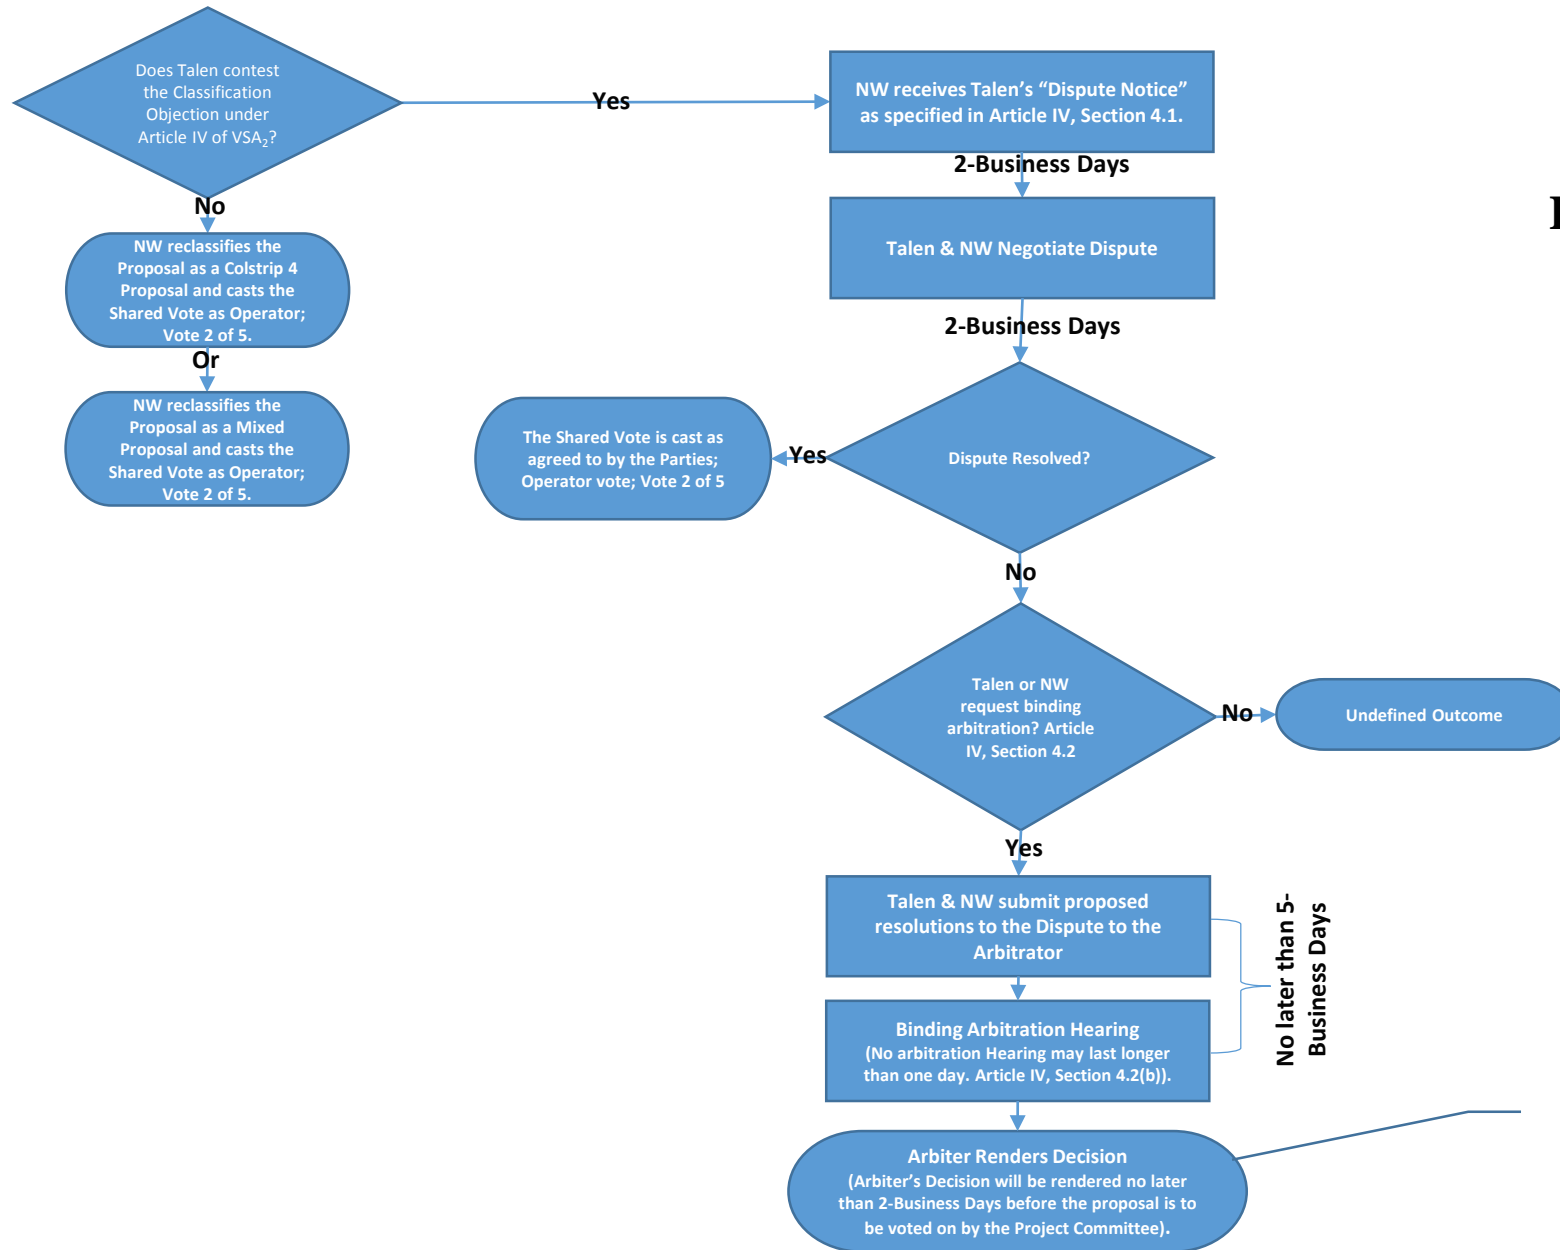 Does Talen contest
the Classification
Objection under
Article IV of VSA2?
Yes
NW receives Talen's “Dispute Notice”
as specified in Article IV, Section 4.1.
2-Business Days
No
NW reclassifies the
Proposal as a Colstrip 4
Proposal and casts the
Shared Vote as Operator;
Vote 2 of 5.
Or
NW reclassifies the
Proposal as a Mixed
Proposal and casts the
Shared Vote as Operator;
Vote 2 of 5.
Talen & NW Negotiate Dispute
2-Business Days
Dispute Resolved?
Yes
The Shared Vote is cast as
agreed to by the Parties;
Operator vote; Vote 2 of 5
No
Talen or NW
request binding
arbitration? Article
IV, Section 4.2
No
Undefined Outcome
Yes
Talen & NW submit proposed
resolutions to the Dispute to the
Arbitrator
No later than 5-
Business Days
Binding Arbitration Hearing
(No arbitration Hearing may last longer
than one day. Article IV, Section 4.2(b)).
Arbiter Renders Decision
(Arbiter's Decision will be rendered no later
than 2-Business Days before the proposal is to
be voted on by the Project Committee).